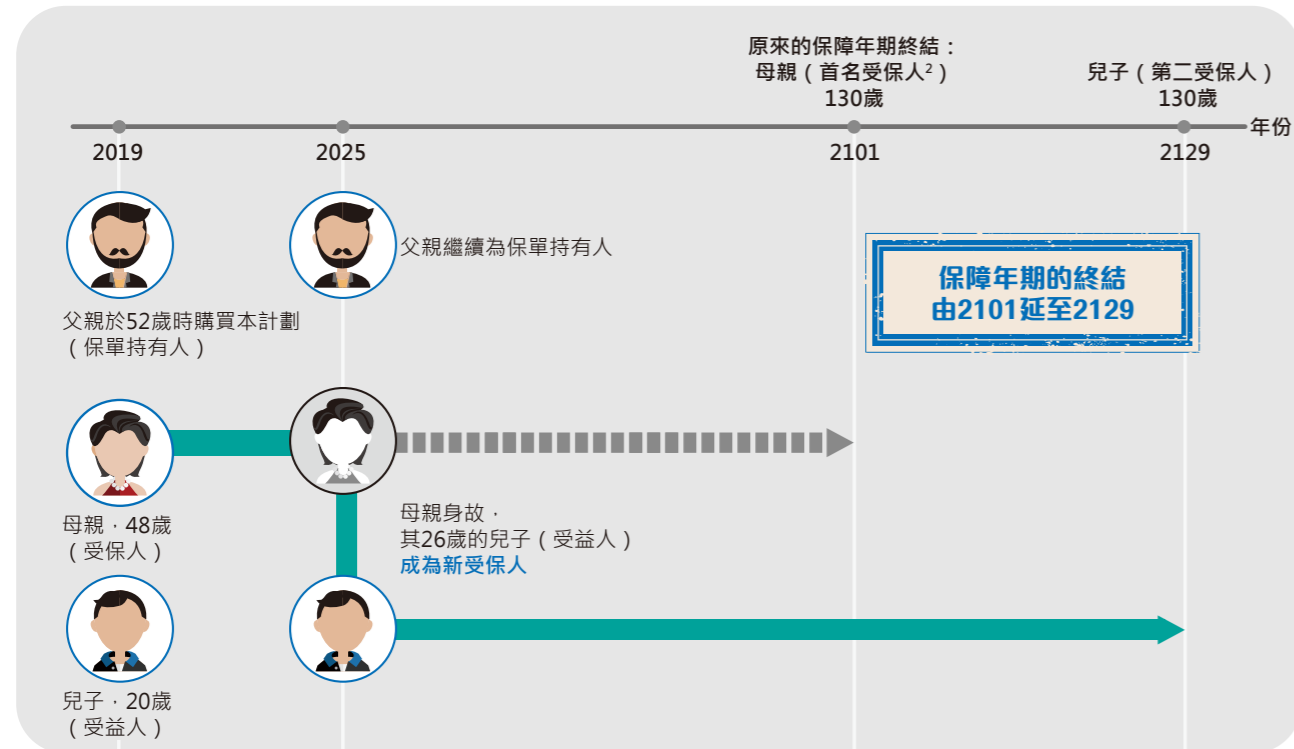 原來的保障年期終結：
母親（首名受保人²）
130歲
兒子（第二受保人）
130歲
年份
2019
2025
2101
2129
父親繼續為保單持有人
保障年期的終結
由2101延至2129
父親於52歲時購買本計劃
（保單持有人）
母親，48歲
（受保人）
母親身故，
其26歲的兒子（受益人）
成為新受保人
兒子，20歲
（受益人）